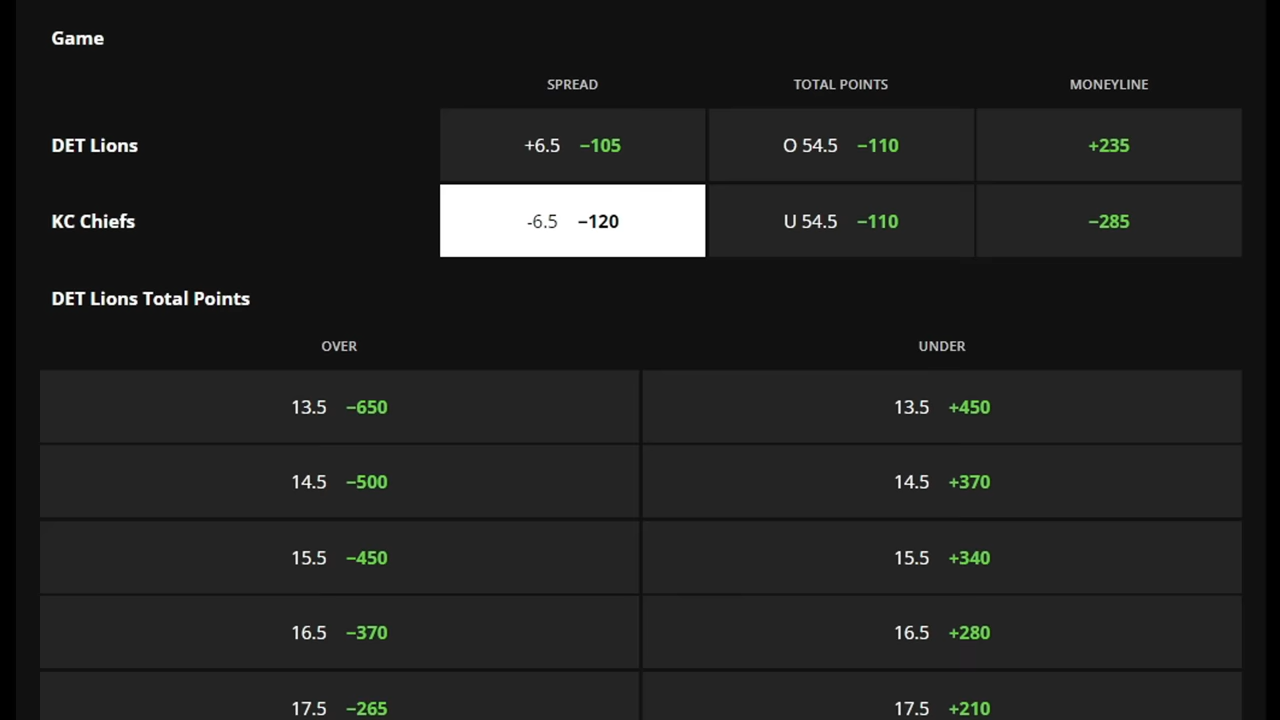 Game
SPREAD TOTAL POINTS MONEYLINE
DET Lions +6.5 −105 O 54.5 −110 +235
KC Chiefs -6.5 −120 U 54.5 −110 −285
DET Lions Total Points
OVER UNDER
13.5 −650 13.5 +450
14.5 −500 14.5 +370
15.5 −450 15.5 +340
16.5 −370 16.5 +280
17.5 −265 17.5 +210